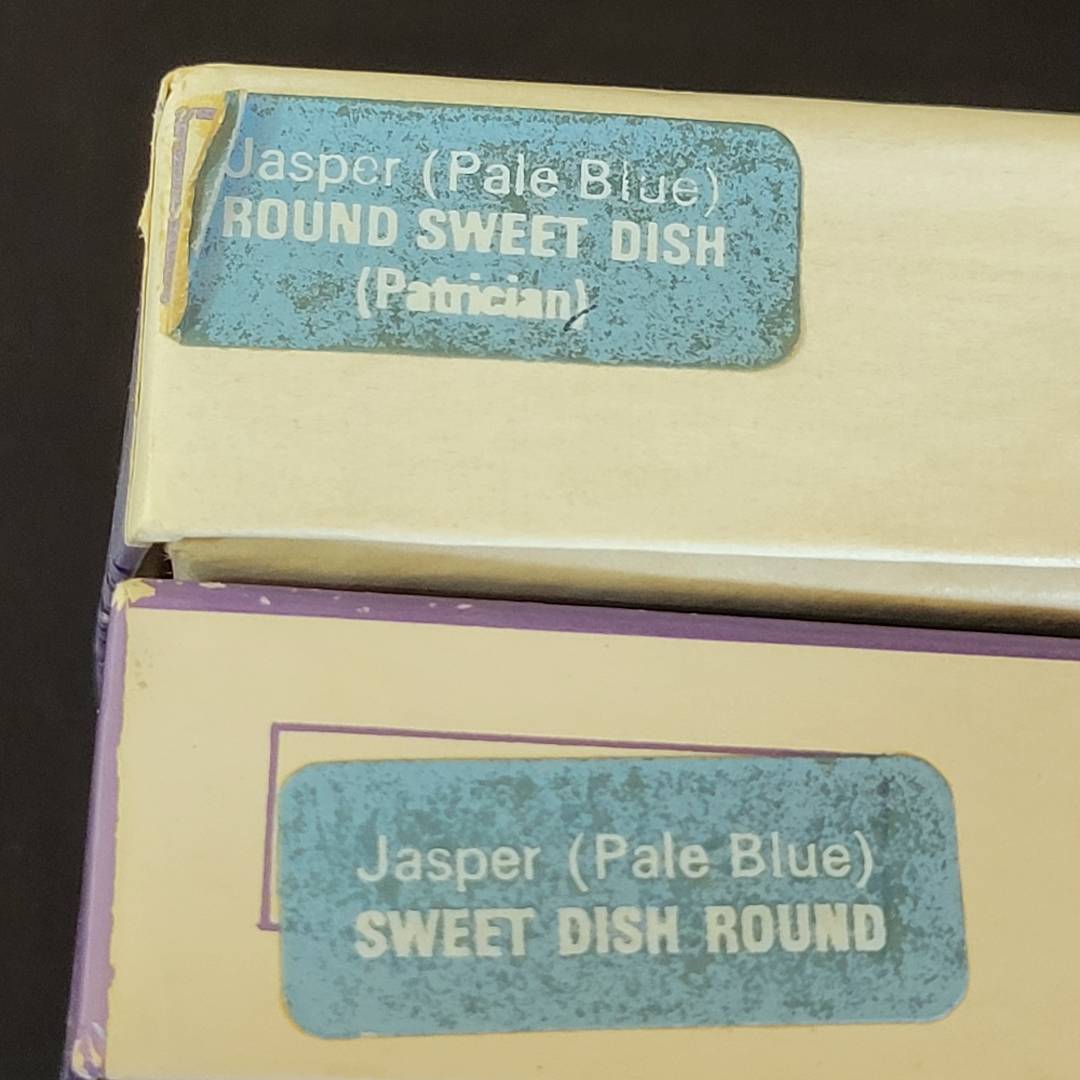 Jasper (Pale Blue)
ROUND SWEET DISH
(Patrician)
Jasper (Pale Blue)
SWEET DISH ROUND